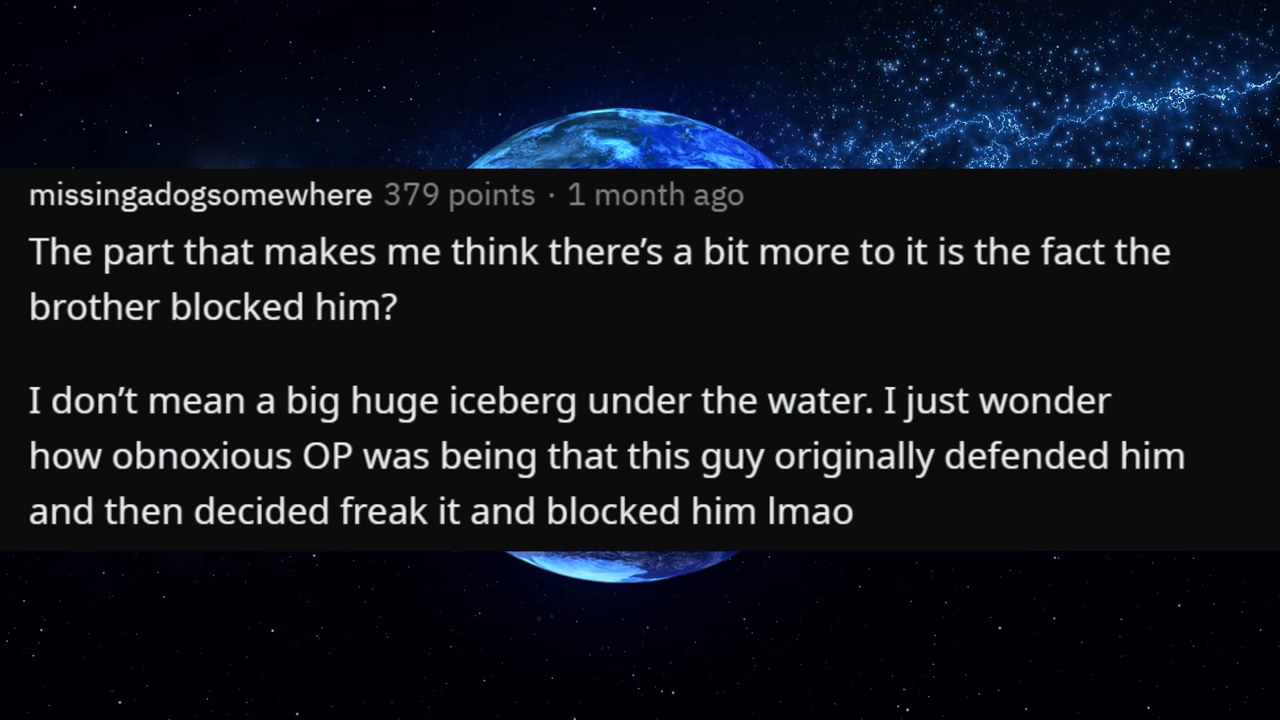 missingadogsomewhere 379 points · 1 month ago
The part that makes me think there’s a bit more to it is the fact the
brother blocked him?
I don’t mean a big huge iceberg under the water. I just wonder
how obnoxious OP was being that this guy originally defended him
and then decided freak it and blocked him lmao